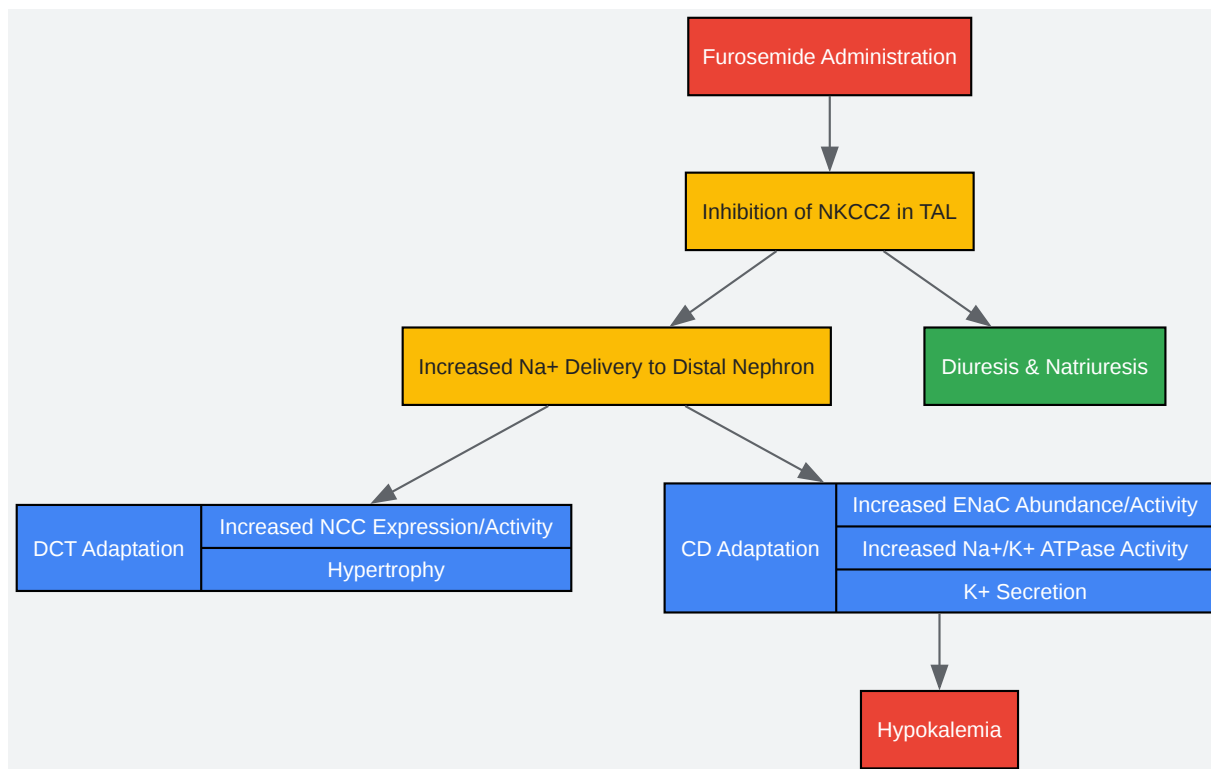 Furosemide Administration
Inhibition of NKCC2 in TAL
Increased Na+ Delivery to Distal Nephron
Diuresis & Natriuresis
DCT Adaptation
Increased NCC Expression/Activity
Hypertrophy
CD Adaptation
Increased ENaC Abundance/Activity
Increased Na+/K+ ATPase Activity
K+ Secretion
Hypokalemia